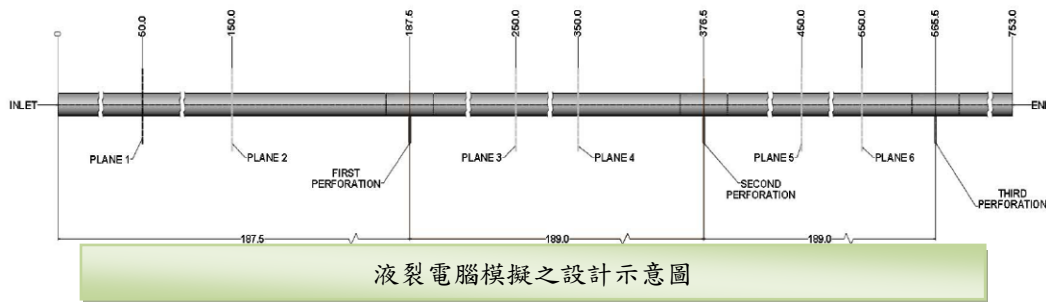 0
50.0
150.0
187.5
250.0
350.0
376.5
450.0
550.0
565.5
753.0
INLET
END
PLANE 1
PLANE 2
FIRST
PERFORATION
PLANE 3
PLANE 4
SECOND
PERFORATION
PLANE 5
PLANE 6
THIRD
PERFORATION
187.5
189.0
189.0
液裂電腦模擬之設計示意圖